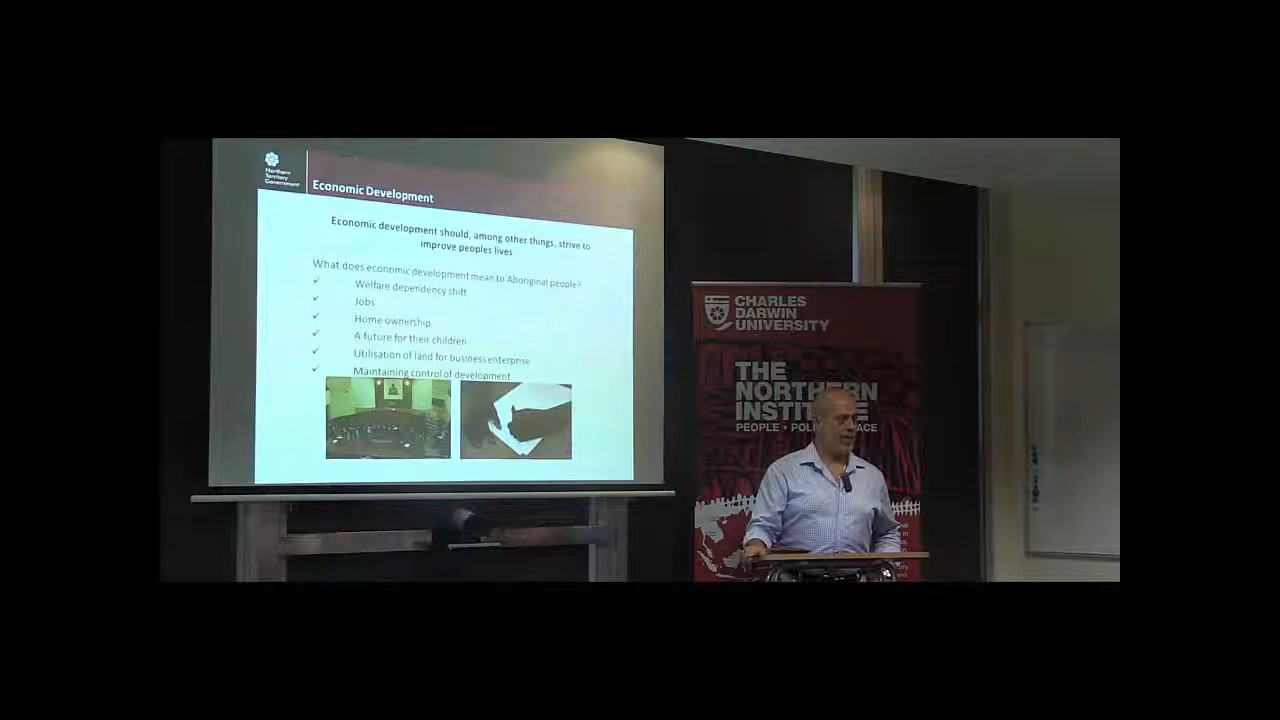 Northern
Territory
Government
Economic Development
Economic development should, among other things, strive to
improve peoples lives
What does economic development mean to Aboriginal people?
Welfare dependency shift
Jobs
Home ownership
A future for their children
Utilisation of land for business enterprise
Maintaining control of development
CHARLES
DARWIN
UNIVERSITY
THE
NORTHERN
PEOPLE •